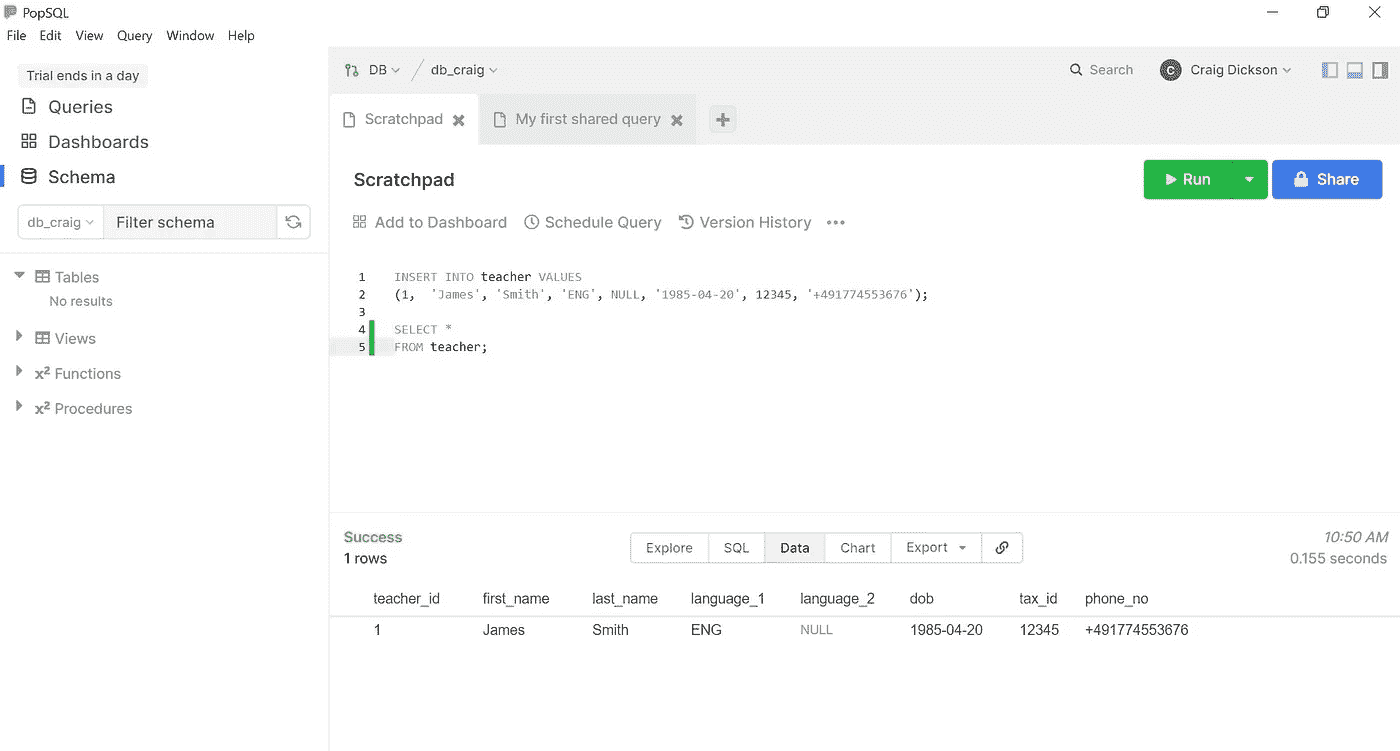 PopSQL
File Edit View Query Window Help
Trial ends in a day
Queries
Dashboards
Schema
db_craig Filter schema
Tables
No results
Views
x² Functions
x² Procedures
DB db_craig Search C Craig Dickson
Scratchpad My first shared query
Scratchpad Run Share
Add to Dashboard Schedule Query Version History
1 INSERT INTO teacher VALUES
2 (1, 'James', 'Smith', 'ENG', NULL, '1985-04-20', 12345, '+491774553676');
3
4 SELECT *
5 FROM teacher;
Success
1 rows
Explore SQL Data Chart Export
10:50 AM
0.155 seconds
teacher_id first_name last_name language_1 language_2 dob tax_id phone_no
1 James Smith ENG NULL 1985-04-20 12345 +491774553676